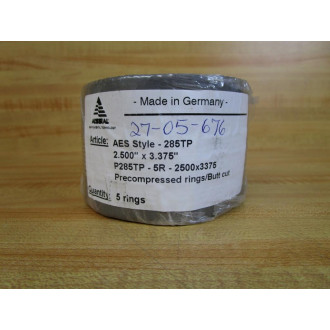 AESSEAL
- Made in Germany -
27-05-676
Article: AES Style - 285TP
2.500" x 3.375"
P285TP - 5R - 2500x3375
Precompressed rings/Butt cut
Quantity: 5 rings